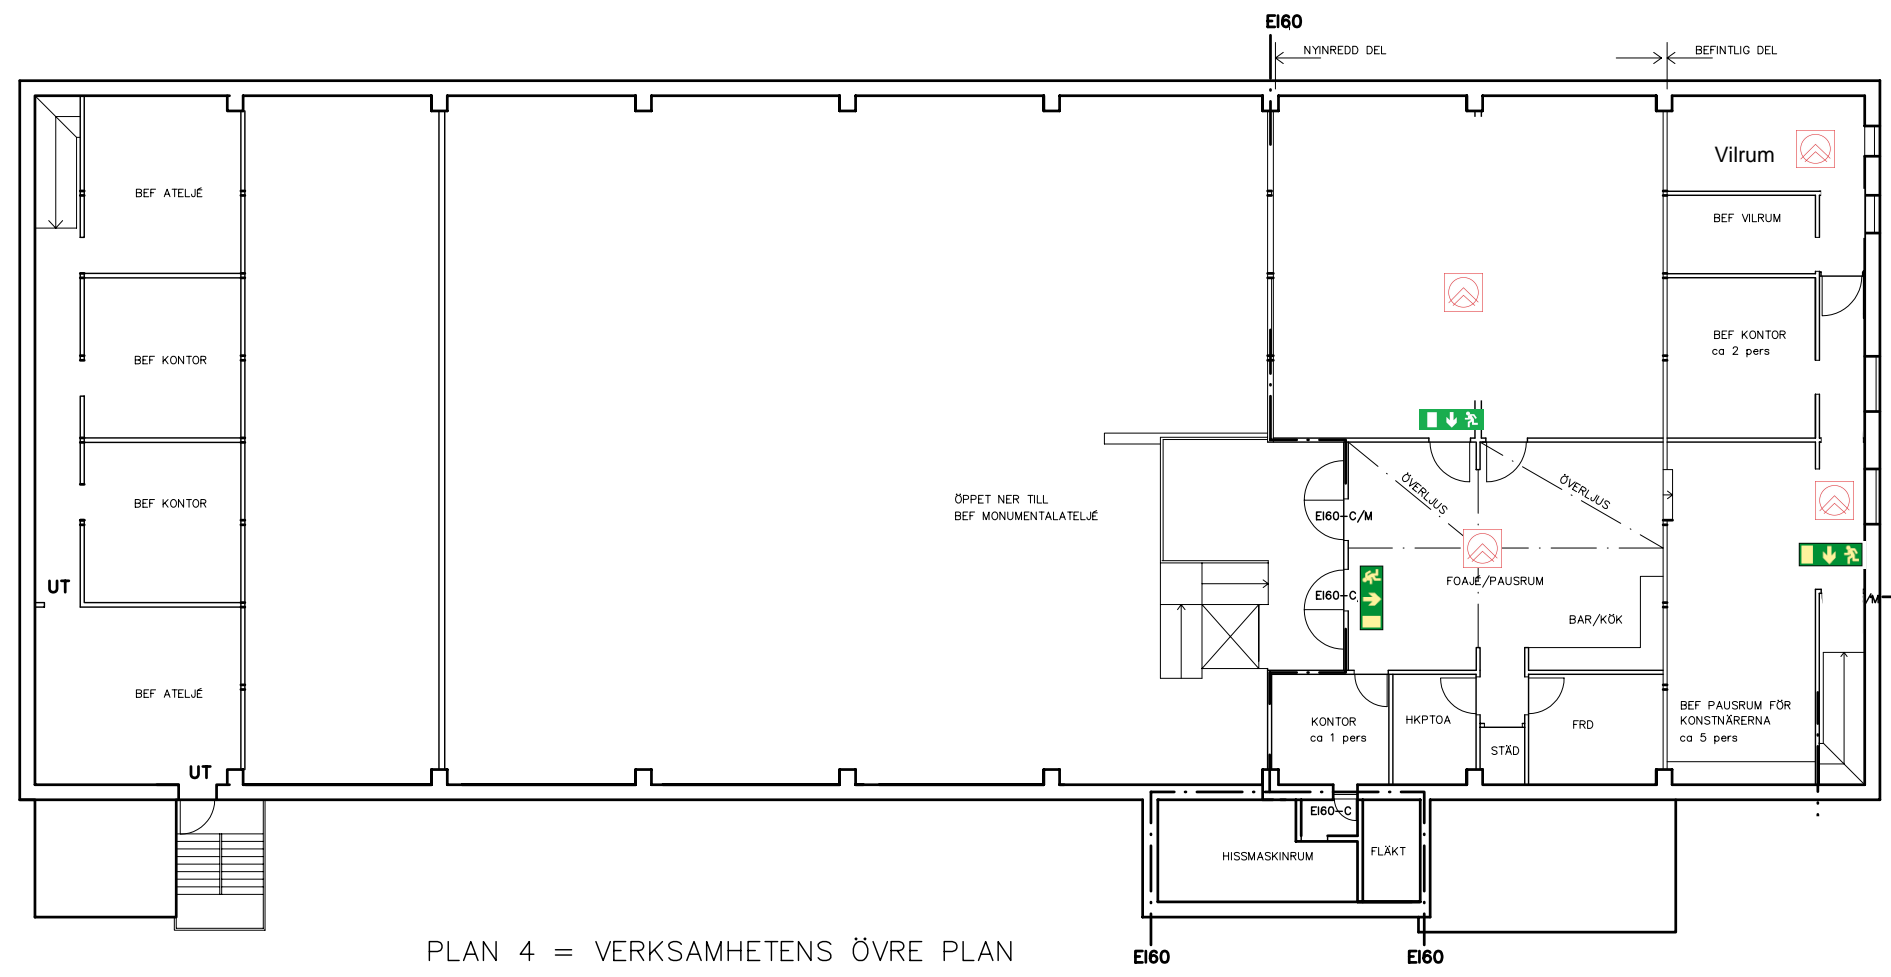 EI60
NYINREDD DEL
BEFINTLIG DEL
Vilrum
BEF ATELJÉ
BEF VILRUM
BEF KONTOR
ca 2 pers
BEF KONTOR
ÖVERLJUS
ÖVERLJUS
BEF KONTOR
ÖPPET NER TILL
BEF MONUMENTALATELJÉ
EI60-C/M
UT
FOAJÉ/PAUSRUM
EI60-C
/M
BAR/KÖK
BEF ATELJÉ
BEF PAUSRUM FÖR
KONSTNÄRERNA
ca 5 pers
KONTOR
ca 1 pers
HKPTOA
FRD
STÄD
UT
EI60-C
HISSMASKINRUM
FLÄKT
PLAN 4 = VERKSAMHETENS ÖVRE PLAN
EI60
EI60